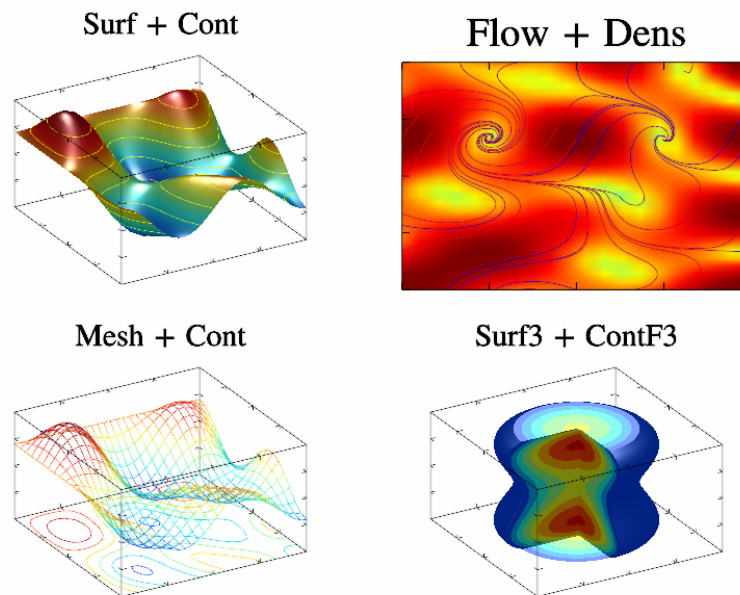 Surf + Cont
Flow + Dens
Mesh + Cont
Surf3 + ContF3